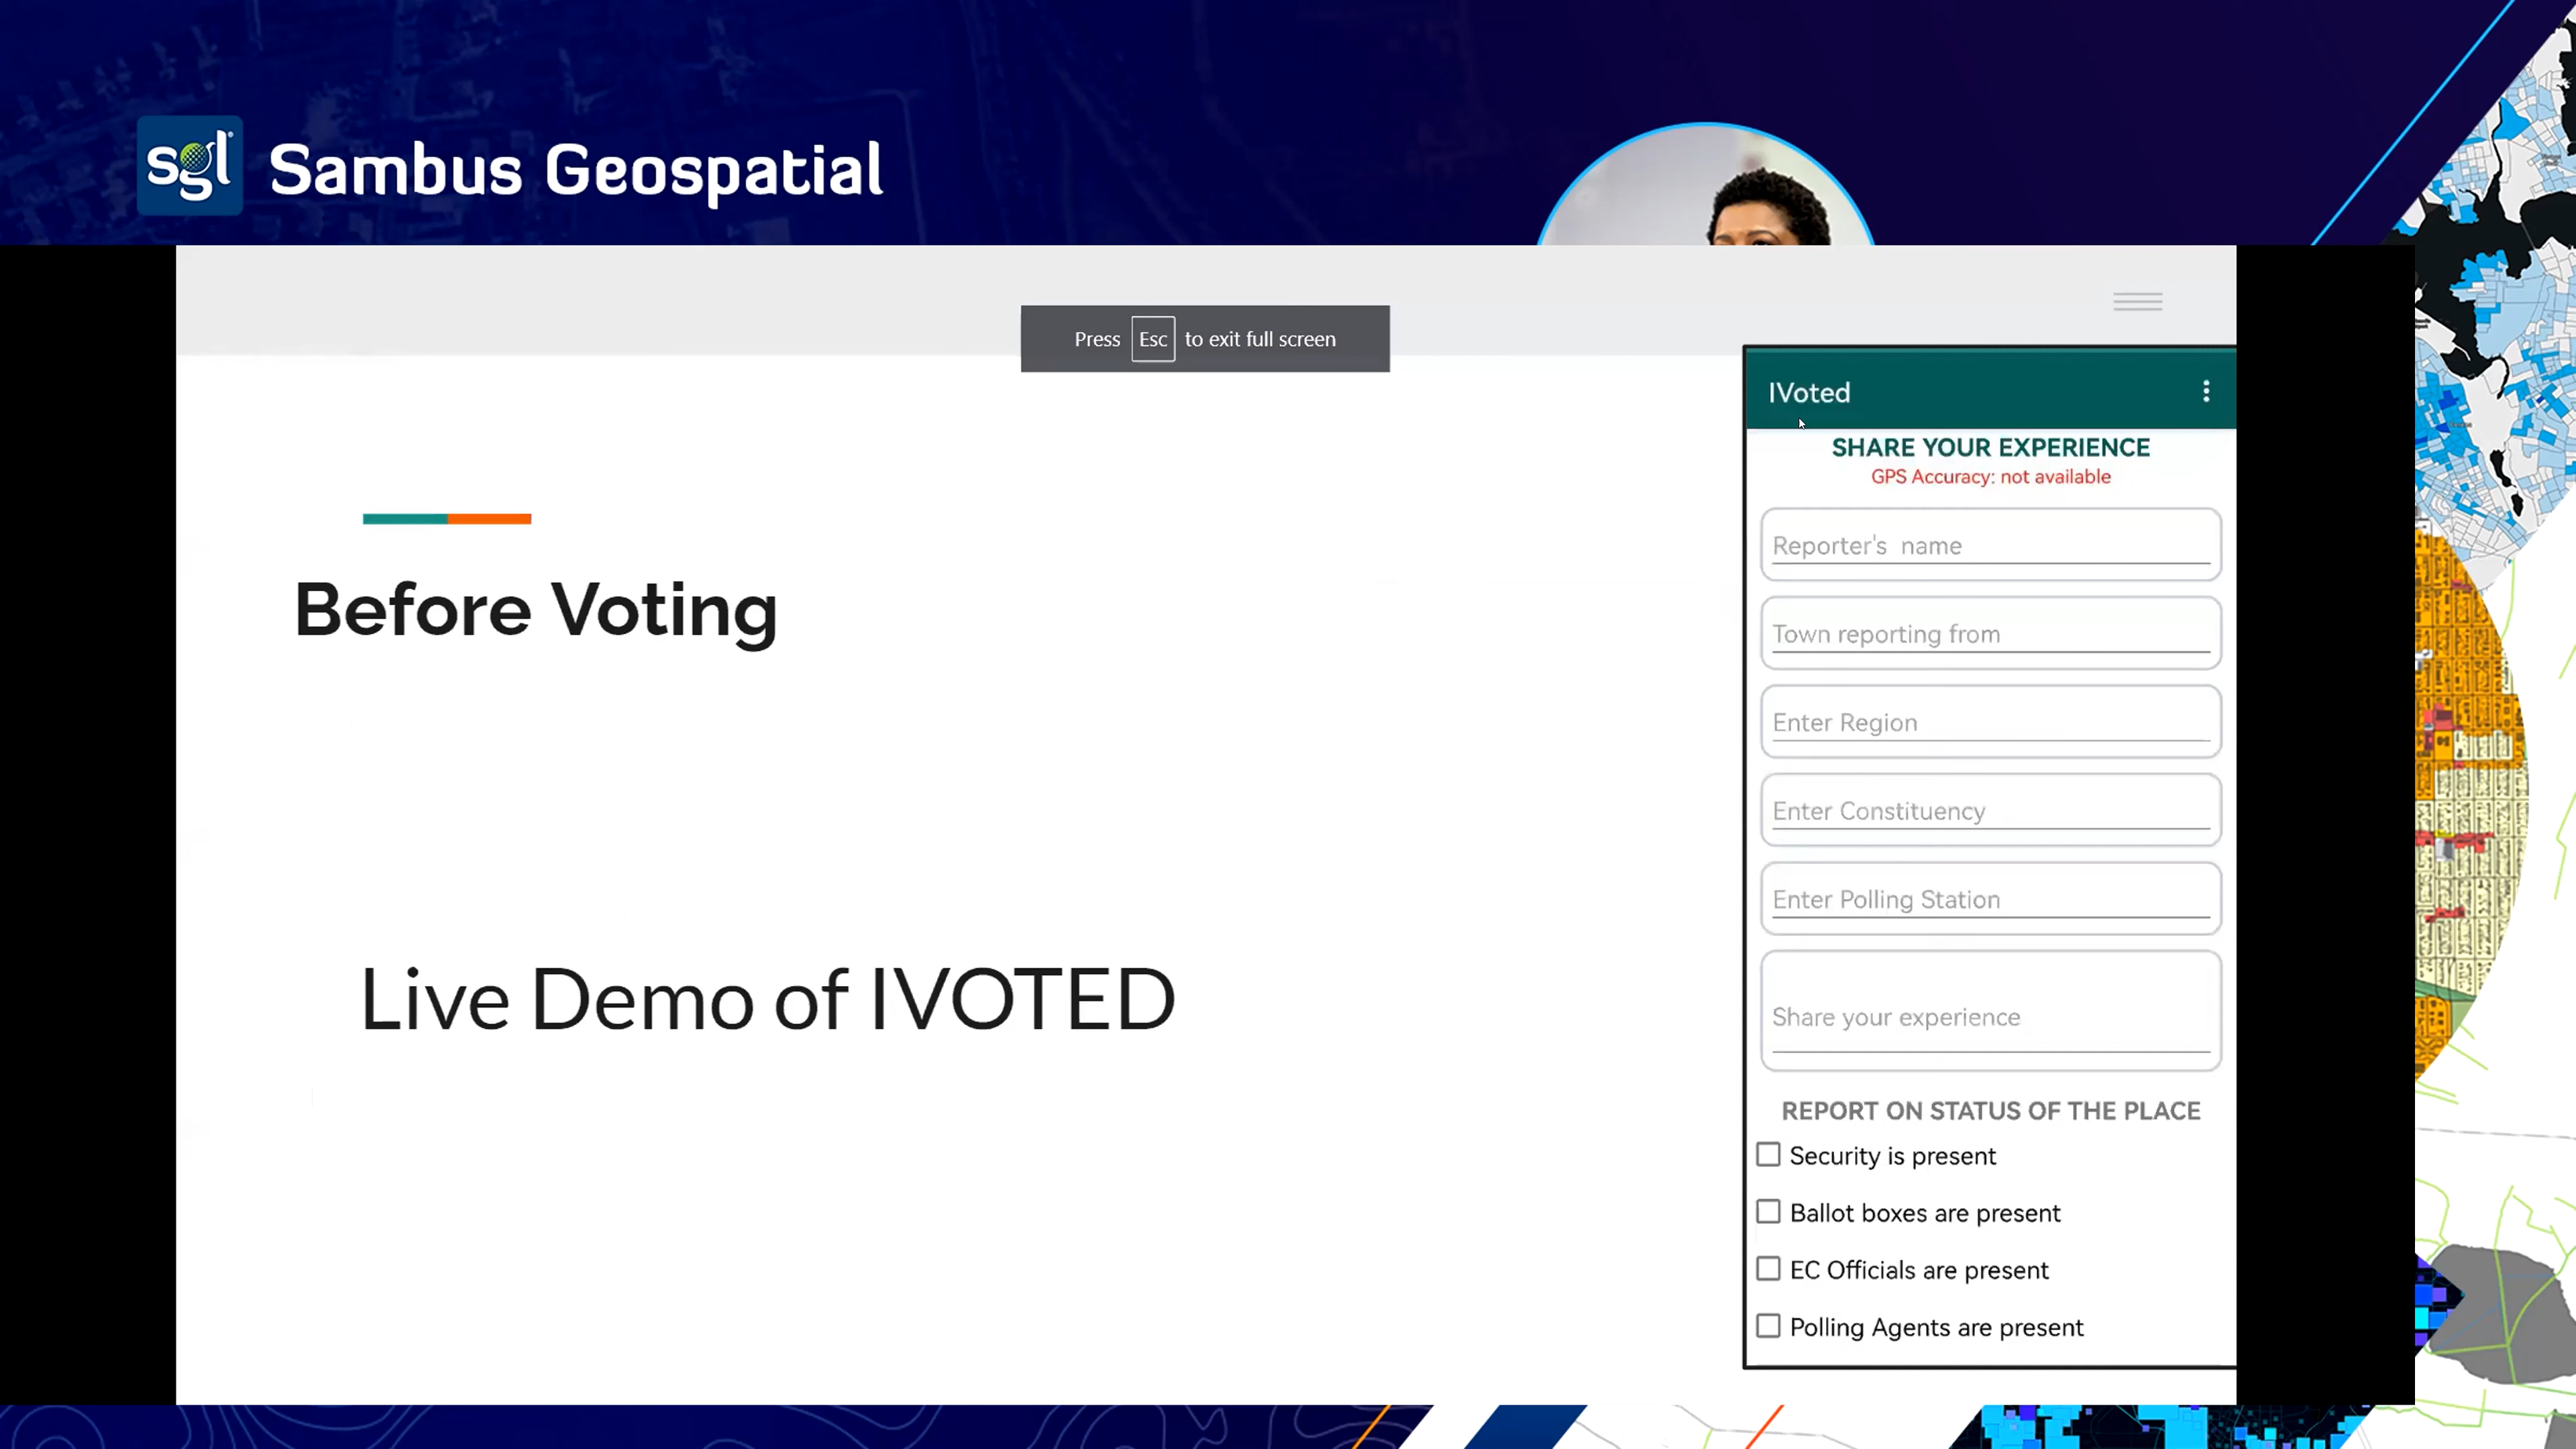 sgl
Sambus Geospatial
Press Esc to exit full screen
Before Voting
Live Demo of IVOTED
IVoted
SHARE YOUR EXPERIENCE
GPS Accuracy: not available
Reporter's name
Town reporting from
Enter Region
Enter Constituency
Enter Polling Station
Share your experience
REPORT ON STATUS OF THE PLACE
Security is present
Ballot boxes are present
EC Officials are present
Polling Agents are present